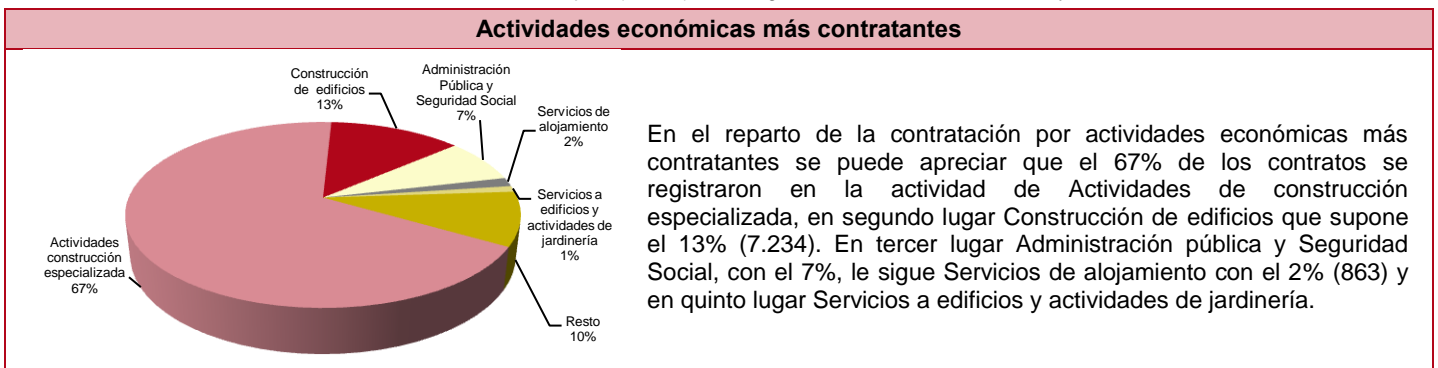 Actividades económicas más contratantes
Construcción
de edificios
13%
Administración
Pública y
Seguridad Social
7%
Servicios de
alojamiento
2%
Servicios a
edificios y
actividades de
jardinería
1%
Actividades
construcción
especializada
67%
Resto
10%
En el reparto de la contratación por actividades económicas más
contratantes se puede apreciar que el 67% de los contratos se
registraron en la actividad de Actividades de construcción
especializada, en segundo lugar Construcción de edificios que supone
el 13% (7.234). En tercer lugar Administración pública y Seguridad
Social, con el 7%, le sigue Servicios de alojamiento con el 2% (863) y
en quinto lugar Servicios a edificios y actividades de jardinería.